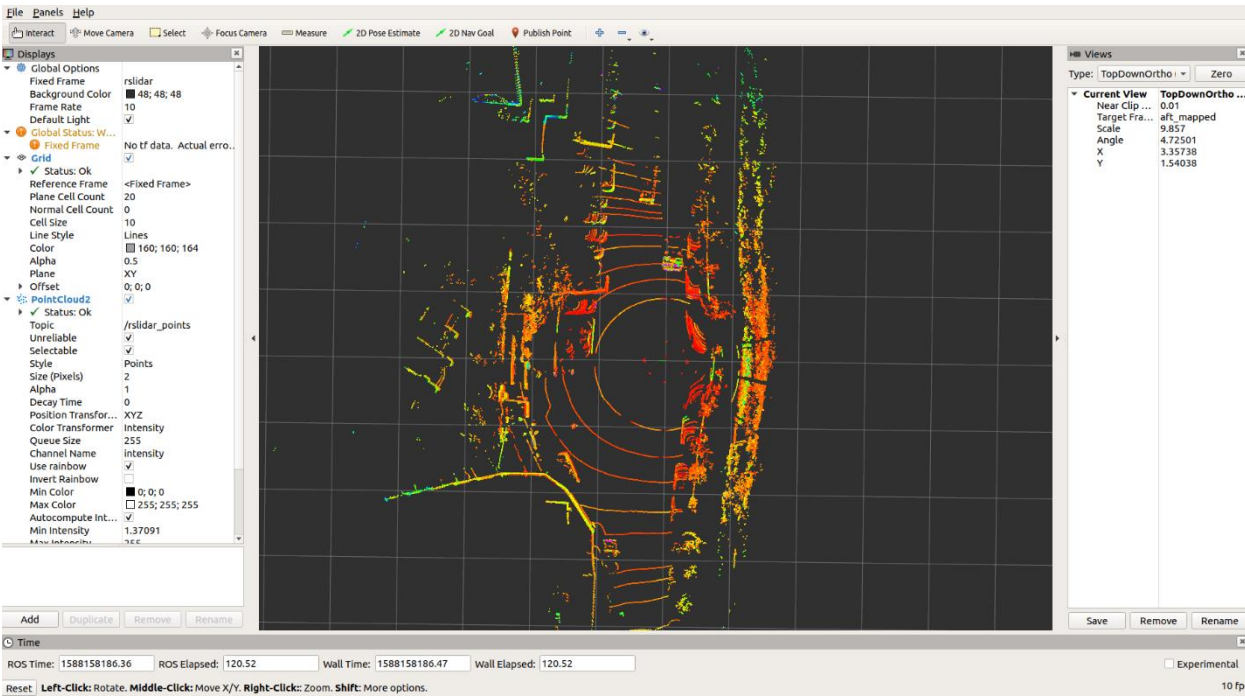 File Panels Help
Interact Move Camera Select Focus Camera Measure 2D Pose Estimate 2D Nav Goal Publish Point
Displays
Global Options
Fixed Frame rslidar
Background Color 48; 48; 48
Frame Rate 10
Default Light
Global Status: W...
Fixed Frame No tf data. Actual erro..
Grid
Status: Ok
Reference Frame <Fixed Frame>
Plane Cell Count 20
Normal Cell Count 0
Cell Size 10
Line Style Lines
Color 160; 160; 164
Alpha 0.5
Plane XY
Offset 0; 0; 0
PointCloud2
Status: Ok
Topic /rslidar_points
Unreliable
Selectable
Style Points
Size (Pixels) 2
Alpha 1
Decay Time 0
Position Transfor... XYZ
Color Transformer Intensity
Queue Size 255
Channel Name intensity
Use rainbow
Invert Rainbow
Min Color 0; 0; 0
Max Color 255; 255; 255
Autocompute Int...
Min Intensity 1.37091
Max Intensity 255
Add Duplicate Remove Rename
Views
Type: TopDownOrtho Zero
Current View TopDownOrtho ...
Near Clip ... 0.01
Target Fra... aft_mapped
Scale 9.857
Angle 4.72501
X 3.35738
Y 1.54038
Save Remove Rename
Time
ROS Time: 1588158186.36 ROS Elapsed: 120.52 Wall Time: 1588158186.47 Wall Elapsed: 120.52 Experimental
Reset Left-Click: Rotate. Middle-Click: Move X/Y. Right-Click:: Zoom. Shift: More options. 10 fp